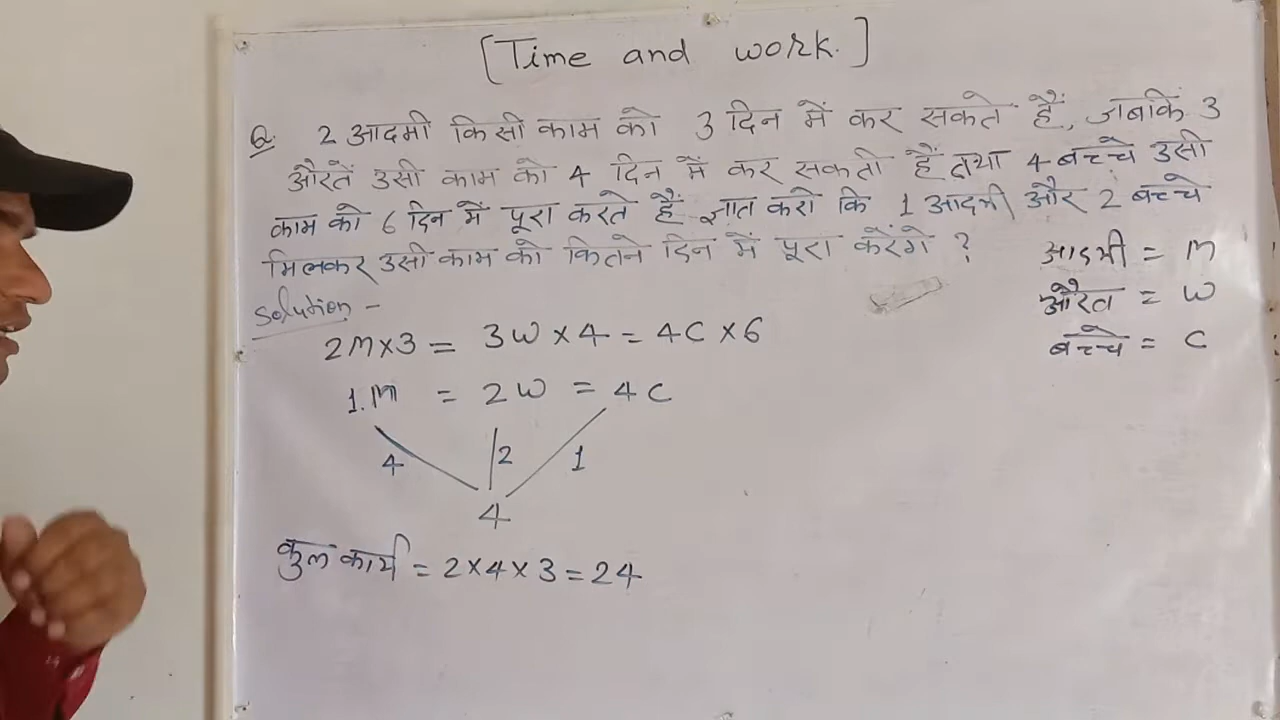 [Time and work.]
Q. 2 आदमी किसी काम को 3 दिन में कर सकते हैं, जबकि 3
औरतें उसी काम को 4 दिन में कर सकती हैं तथा 4 बच्चे उसी
काम को 6 दिन में पूरा करते हैं ज्ञात करो कि 1 आदमी और 2 बच्चे
मिलकर उसी काम को कितने दिन में पूरा करेंगे ?
आदमी = M
औरत = W
बच्चे = C
Solution -
2M×3 = 3W×4 = 4C×6
1.M = 2W = 4C
4 2 1
4
कुल कार्य = 2×4×3=24